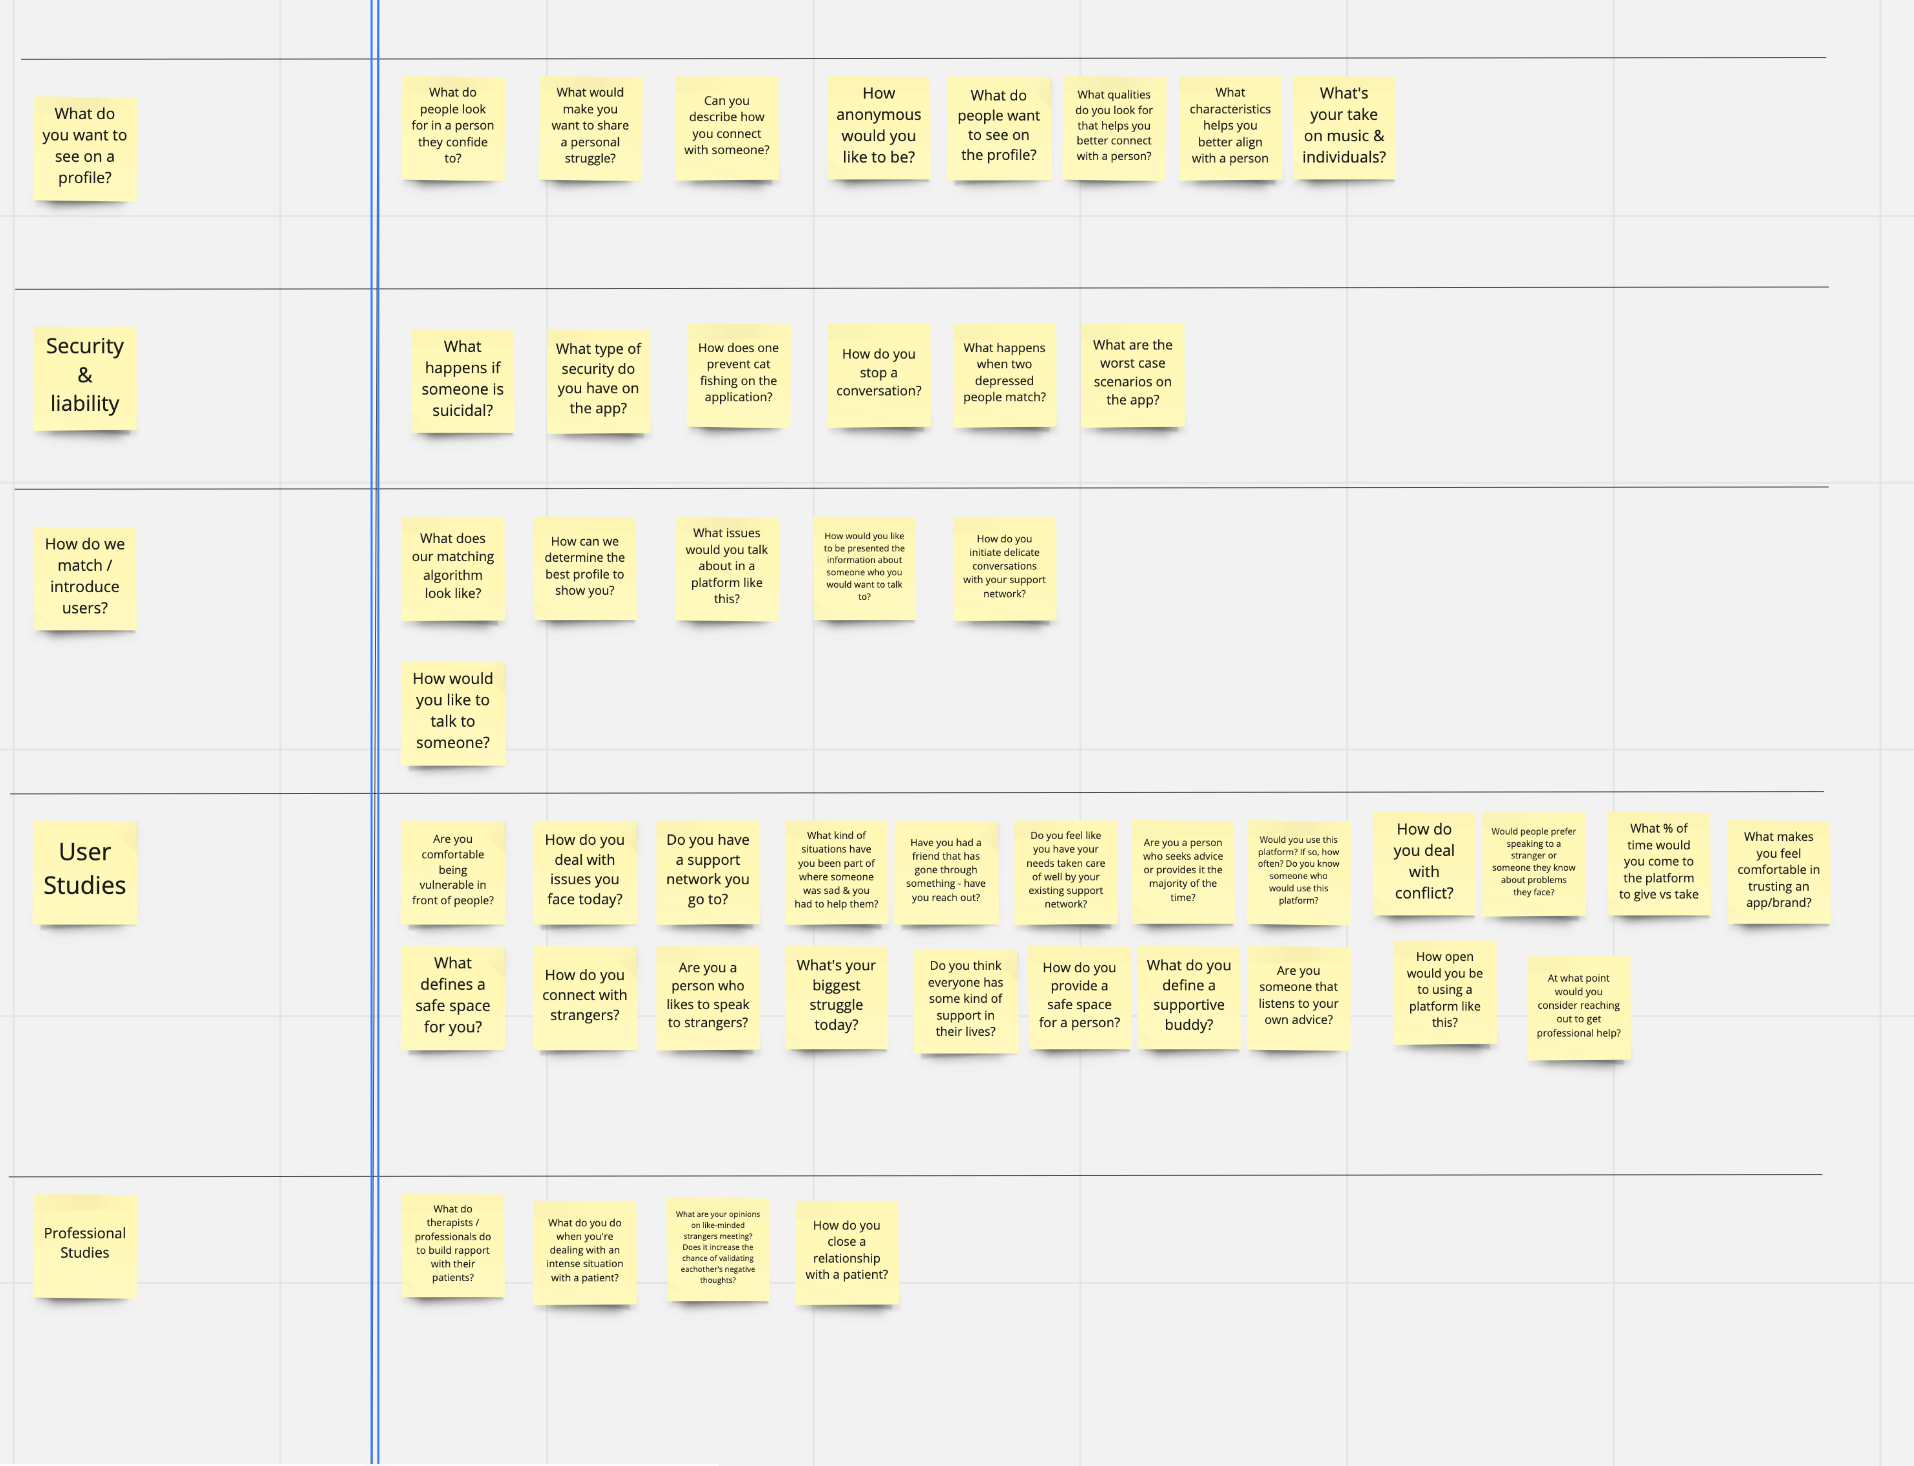 What do
you want to
see on a
profile?
What do
people look
for in a person
they confide
to?
What would
make you
want to share
a personal
struggle?
Can you
describe how
you connect
with someone?
How
anonymous
would you
like to be?
What do
people want
to see on
the profile?
What qualities
do you look for
that helps you
better connect
with a person?
What
characteristics
helps you
better align
with a person
What's
your take
on music &
individuals?
Security
&
liability
What
happens if
someone is
suicidal?
What type of
security do
you have on
the app?
How does one
prevent cat
fishing on the
application?
How do you
stop a
conversation?
What happens
when two
depressed
people match?
What are the
worst case
scenarios on
the app?
How do we
match /
introduce
users?
What does
our matching
algorithm
look like?
How can we
determine the
best profile to
show you?
What issues
would you talk
about in a
platform like
this?
How would you like
to be presented the
information about
someone who you
would want to talk
to?
How do you
initiate delicate
conversations
with your support
network?
How would
you like to
talk to
someone?
User
Studies
Are you
comfortable
being
vulnerable in
front of people?
How do you
deal with
issues you
face today?
Do you have
a support
network you
go to?
What kind of
situations have
you been part of
where someone
was sad & you
had to help them?
Have you had a
friend that has
gone through
something - have
you reach out?
Do you feel like
you have your
needs taken care
of well by your
existing support
network?
Are you a person
who seeks advice
or provides it the
majority of the
time?
Would you use this
platform? If so, how
often? Do you know
someone who
would use this
platform?
How do
you deal
with
conflict?
Would people prefer
speaking to a
stranger or
someone they know
about problems
they face?
What % of
time would
you come to
the platform
to give vs take
What makes
you feel
comfortable in
trusting an
app/brand?
What
defines a
safe space
for you?
How do you
connect with
strangers?
Are you a
person who
likes to speak
to strangers?
What's your
biggest
struggle
today?
Do you think
everyone has
some kind of
support in
their lives?
How do you
provide a
safe space
for a person?
What do you
define a
supportive
buddy?
Are you
someone that
listens to your
own advice?
How open
would you be
to using a
platform like
this?
At what point
would you
consider reaching
out to get
professional help?
Professional
Studies
What do
therapists /
professionals do
to build rapport
with their
patients?
What do you do
when you're
dealing with an
intense situation
with a patient?
What are your opinions
on like-minded
strangers meeting?
Does it increase the
chance of validating
eachother's negative
thoughts?
How do you
close a
relationship
with a patient?